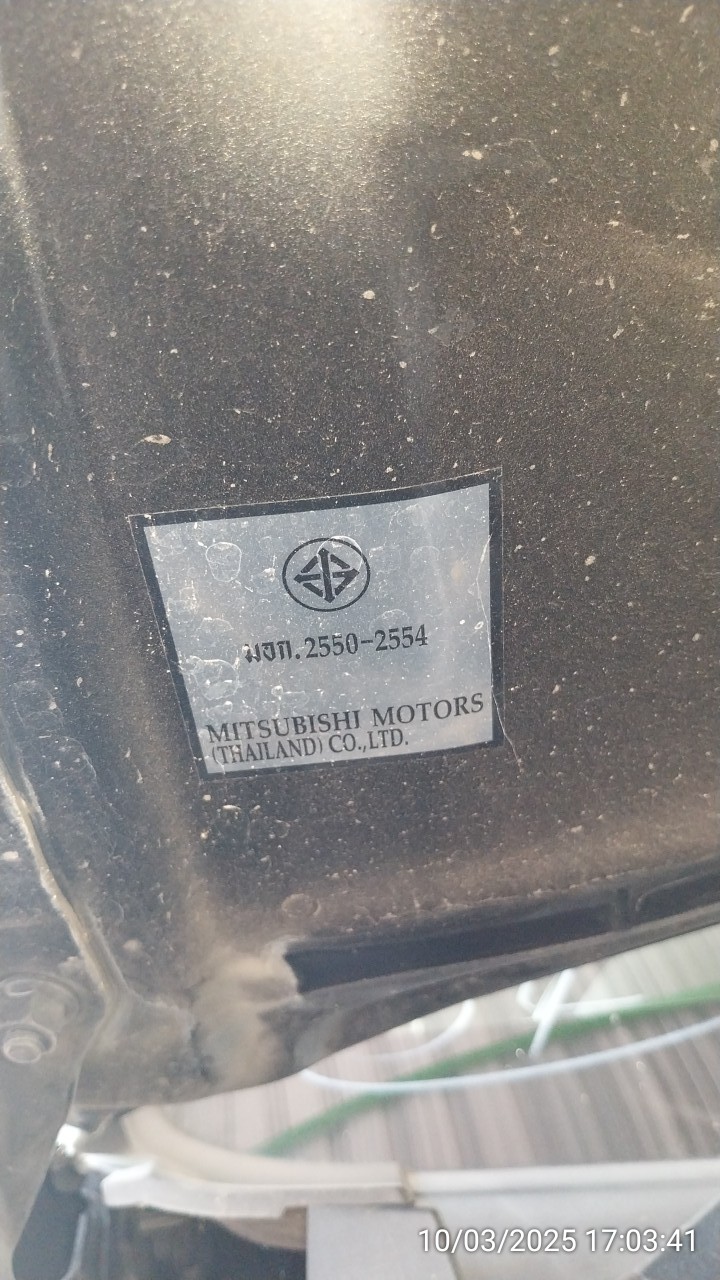 มอก.2550-2554
MITSUBISHI MOTORS
(THAILAND) CO.,LTD.
10/03/2025 17:03:41